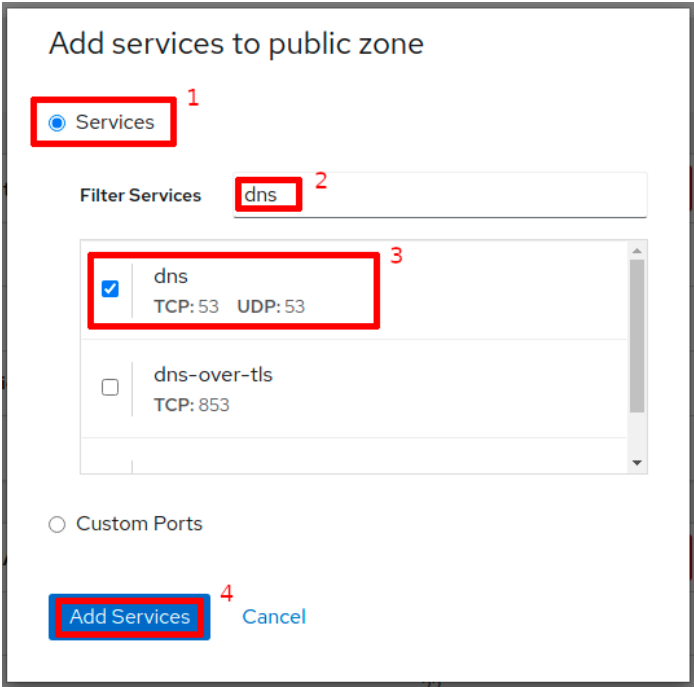 Add services to public zone
1
Services
2
Filter Services dns
3
dns
TCP: 53 UDP: 53
dns-over-tls
TCP: 853
Custom Ports
4
Add Services Cancel